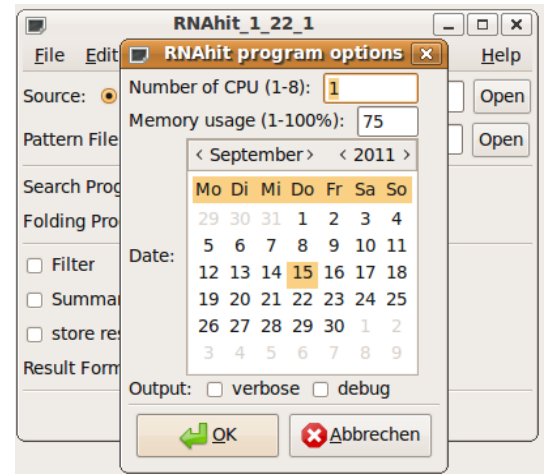 RNAhit_1_22_1
File Edit Help
RNAhit program options
Source: Open
Pattern File Open
Search Prog
Folding Pro
Filter
Summar
store res
Result Form
Number of CPU (1-8): 1
Memory usage (1-100%): 75
< September > < 2011 >
Mo Di Mi Do Fr Sa So
29 30 31 1 2 3 4
5 6 7 8 9 10 11
Date:
12 13 14 15 16 17 18
19 20 21 22 23 24 25
26 27 28 29 30 1 2
3 4 5 6 7 8 9
Output: verbose debug
OK Abbrechen